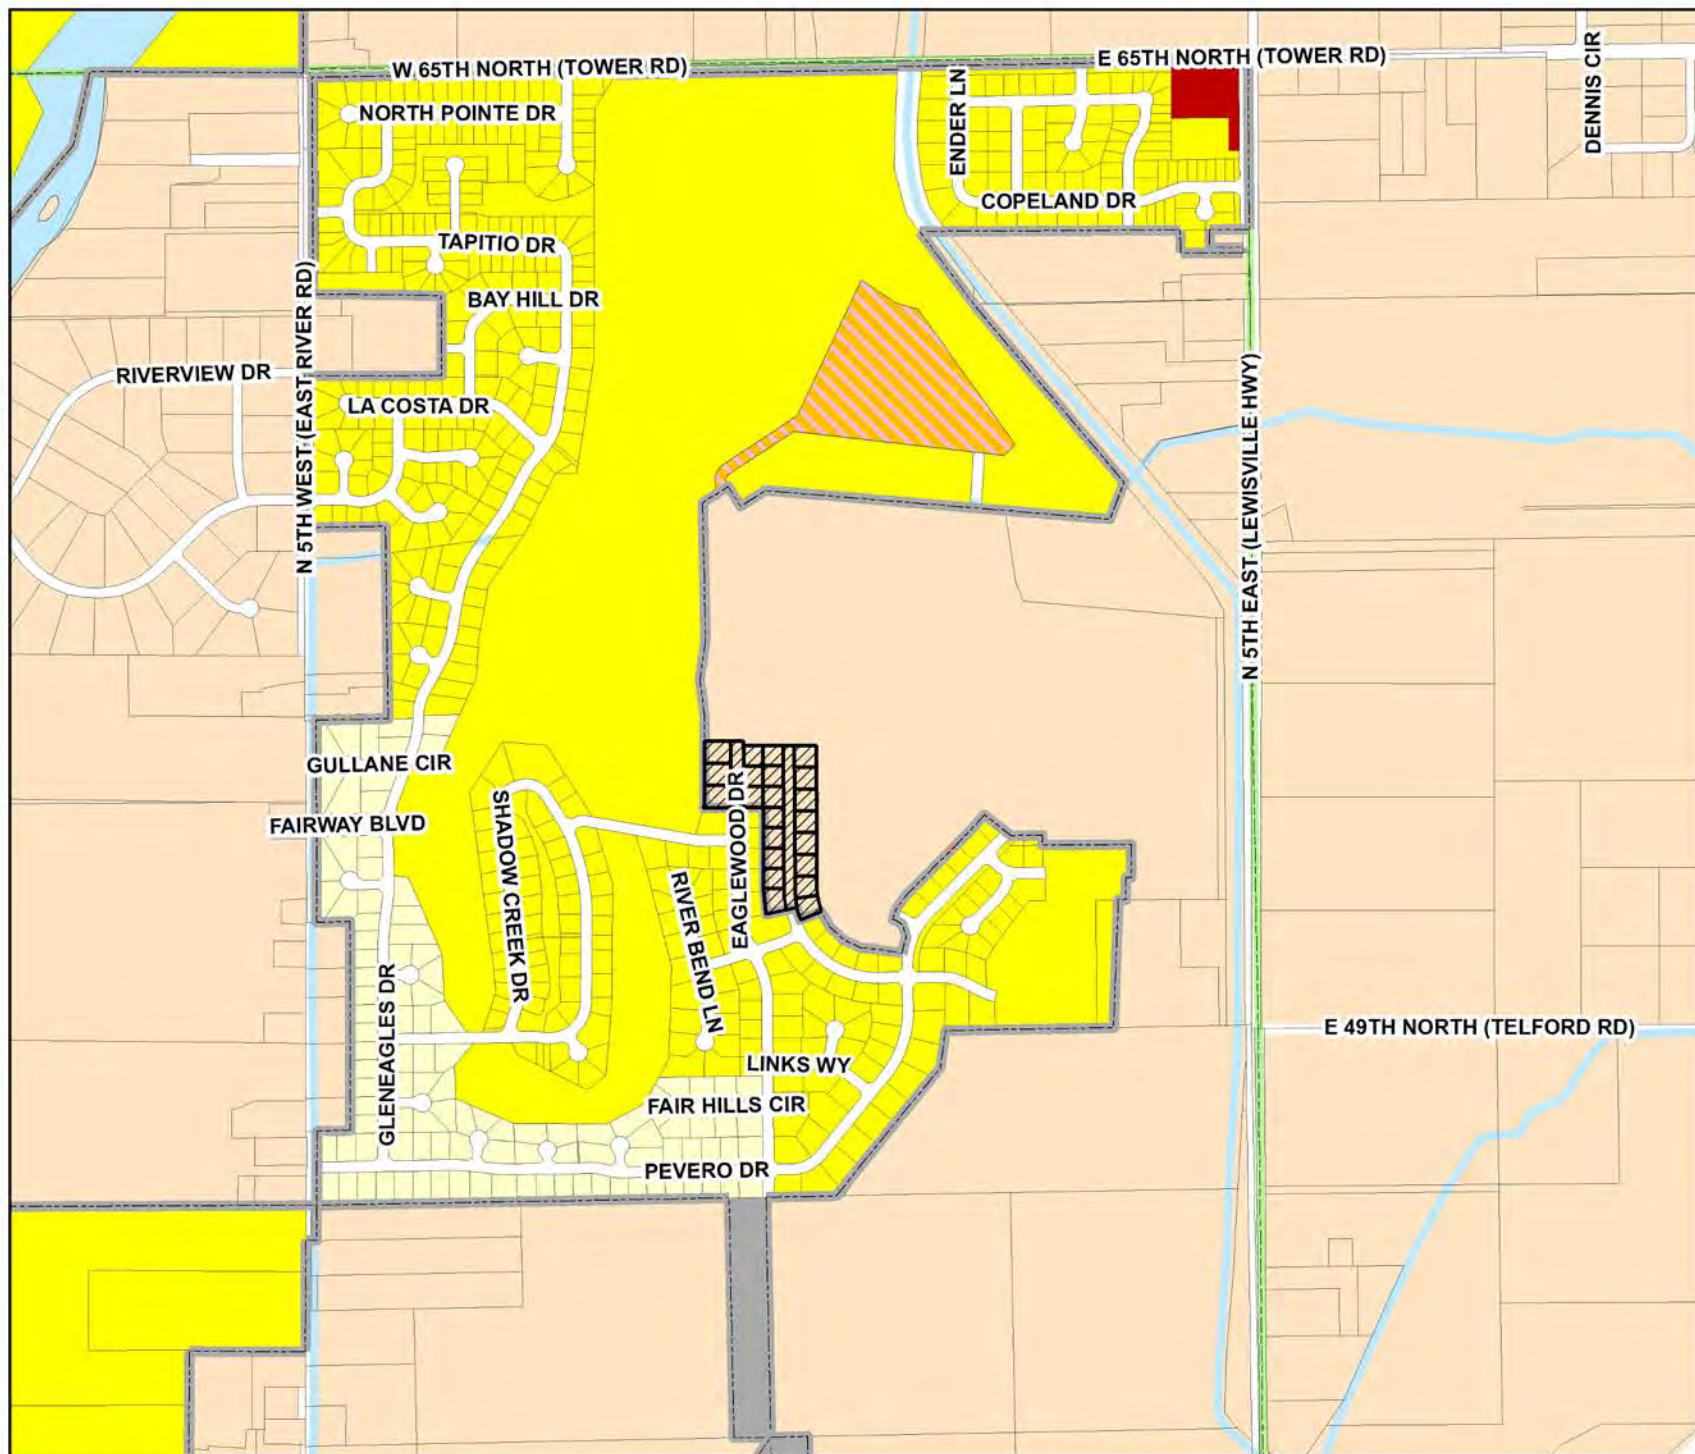 W 65TH NORTH (TOWER RD)
E 65TH NORTH (TOWER RD)
DENNIS CIR
NORTH POINTE DR
ENDER LN
COPELAND DR
TAPITIO DR
N 5TH WEST (EAST RIVER RD)
BAY HILL DR
RIVERVIEW DR
LA COSTA DR
N 5TH EAST (LEWISVILLE HWY)
GULLANE CIR
FAIRWAY BLVD
SHADOW CREEK DR
EAGLEWOOD DR
RIVER BEND LN
GLENEAGLES DR
E 49TH NORTH (TELFORD RD)
LINKS WY
FAIR HILLS CIR
PEVERO DR